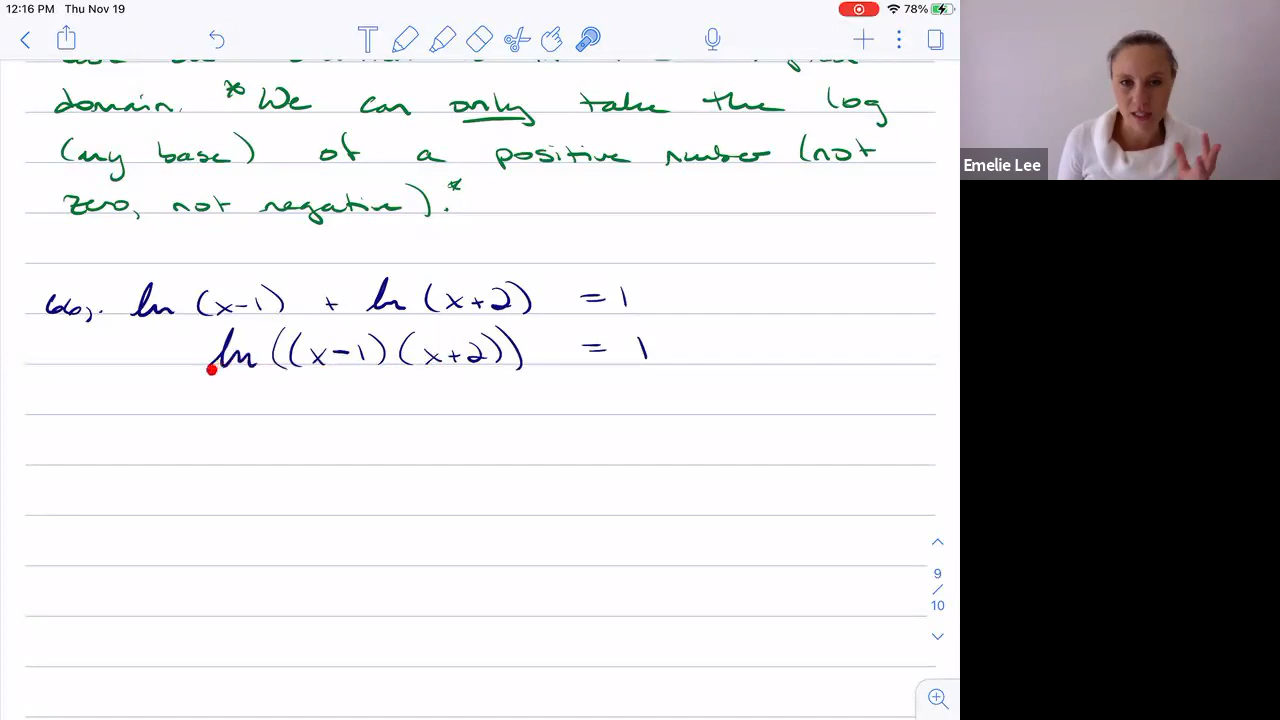 12:16 PM Thu Nov 19
78%
T
domain. *We can only take the log
(any base) of a positive number (not
zero, not negative).*
66). ln (x-1) + ln (x+2) = 1
ln ((x-1)(x+2)) = 1
Emelie Lee
9
/
10